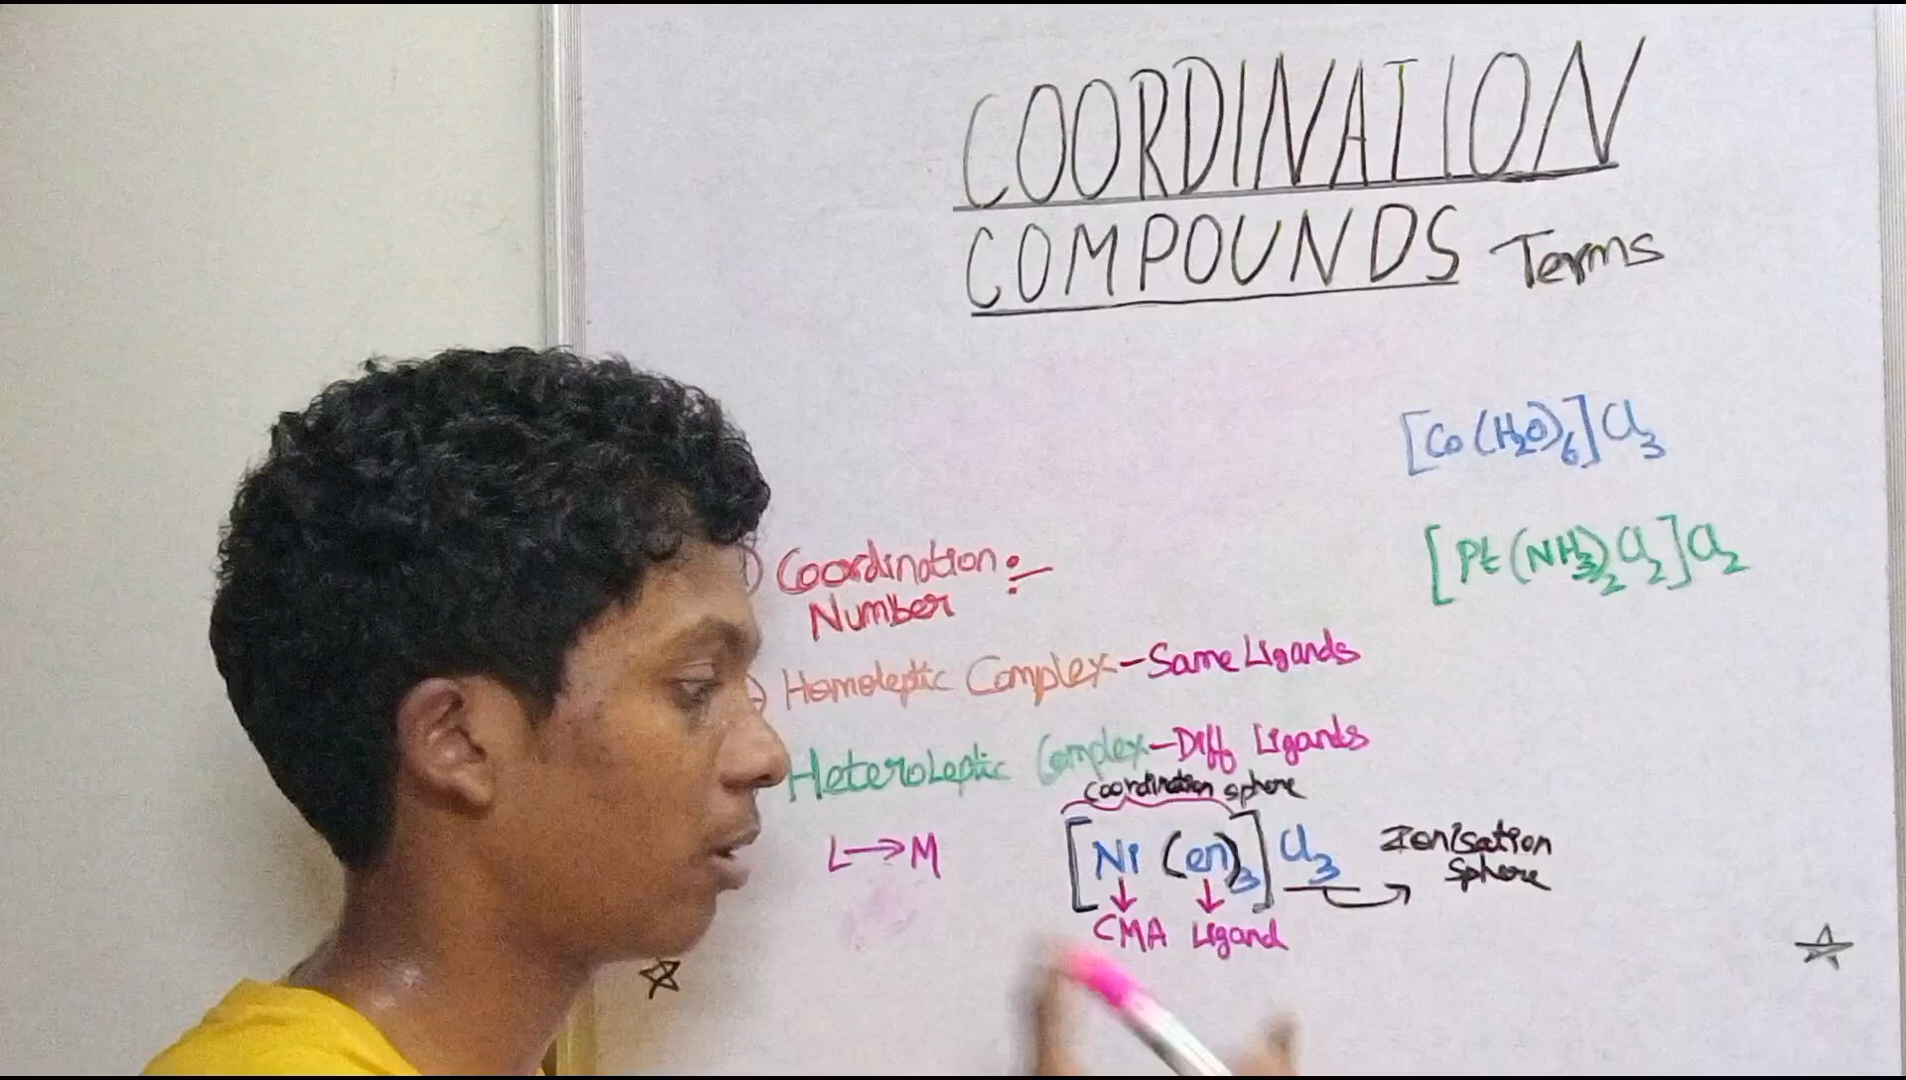 COORDINATION
COMPOUNDS Terms
[Co(H₂O)₆]Cl₃
[Pt(NH₃)₂Cl₂]Cl₂
) Coordination :-
Number
) Homoleptic Complex - Same Ligands
Heteroleptic Complex - Diff Ligands
coordination sphere
L → M
[Ni (en)₃] Cl₃
Ionisation
Sphere
CMA Ligand